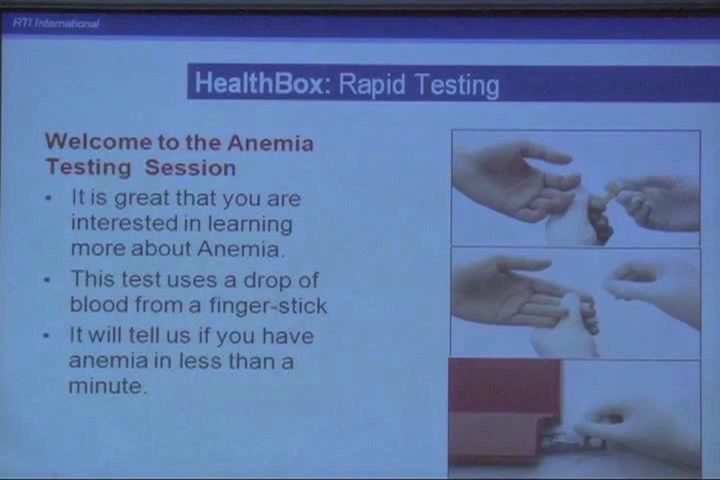 RTI International
HealthBox: Rapid Testing
Welcome to the Anemia
Testing Session
• It is great that you are
interested in learning
more about Anemia.
• This test uses a drop of
blood from a finger-stick
• It will tell us if you have
anemia in less than a
minute.